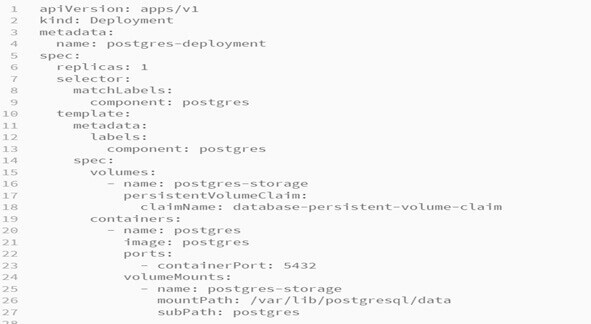 1 apiVersion: apps/v1
2 kind: Deployment
3 metadata:
4   name: postgres-deployment
5 spec:
6   replicas: 1
7   selector:
8     matchLabels:
9       component: postgres
10   template:
11     metadata:
12       labels:
13         component: postgres
14     spec:
15       volumes:
16         - name: postgres-storage
17           persistentVolumeClaim:
18             claimName: database-persistent-volume-claim
19       containers:
20         - name: postgres
21           image: postgres
22           ports:
23             - containerPort: 5432
24           volumeMounts:
25             - name: postgres-storage
26               mountPath: /var/lib/postgresql/data
27               subPath: postgres
28